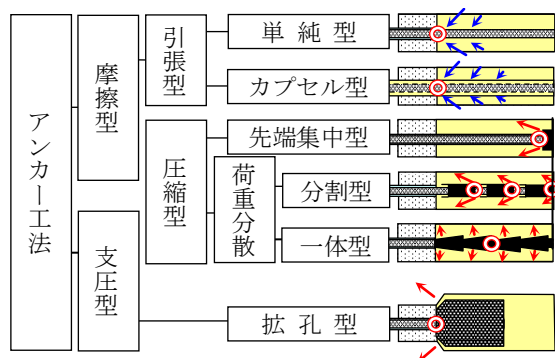 アンカー工法
摩擦型
引張型
単純型
カプセル型
圧縮型
先端集中型
荷重分散
分割型
一体型
支圧型
拡孔型